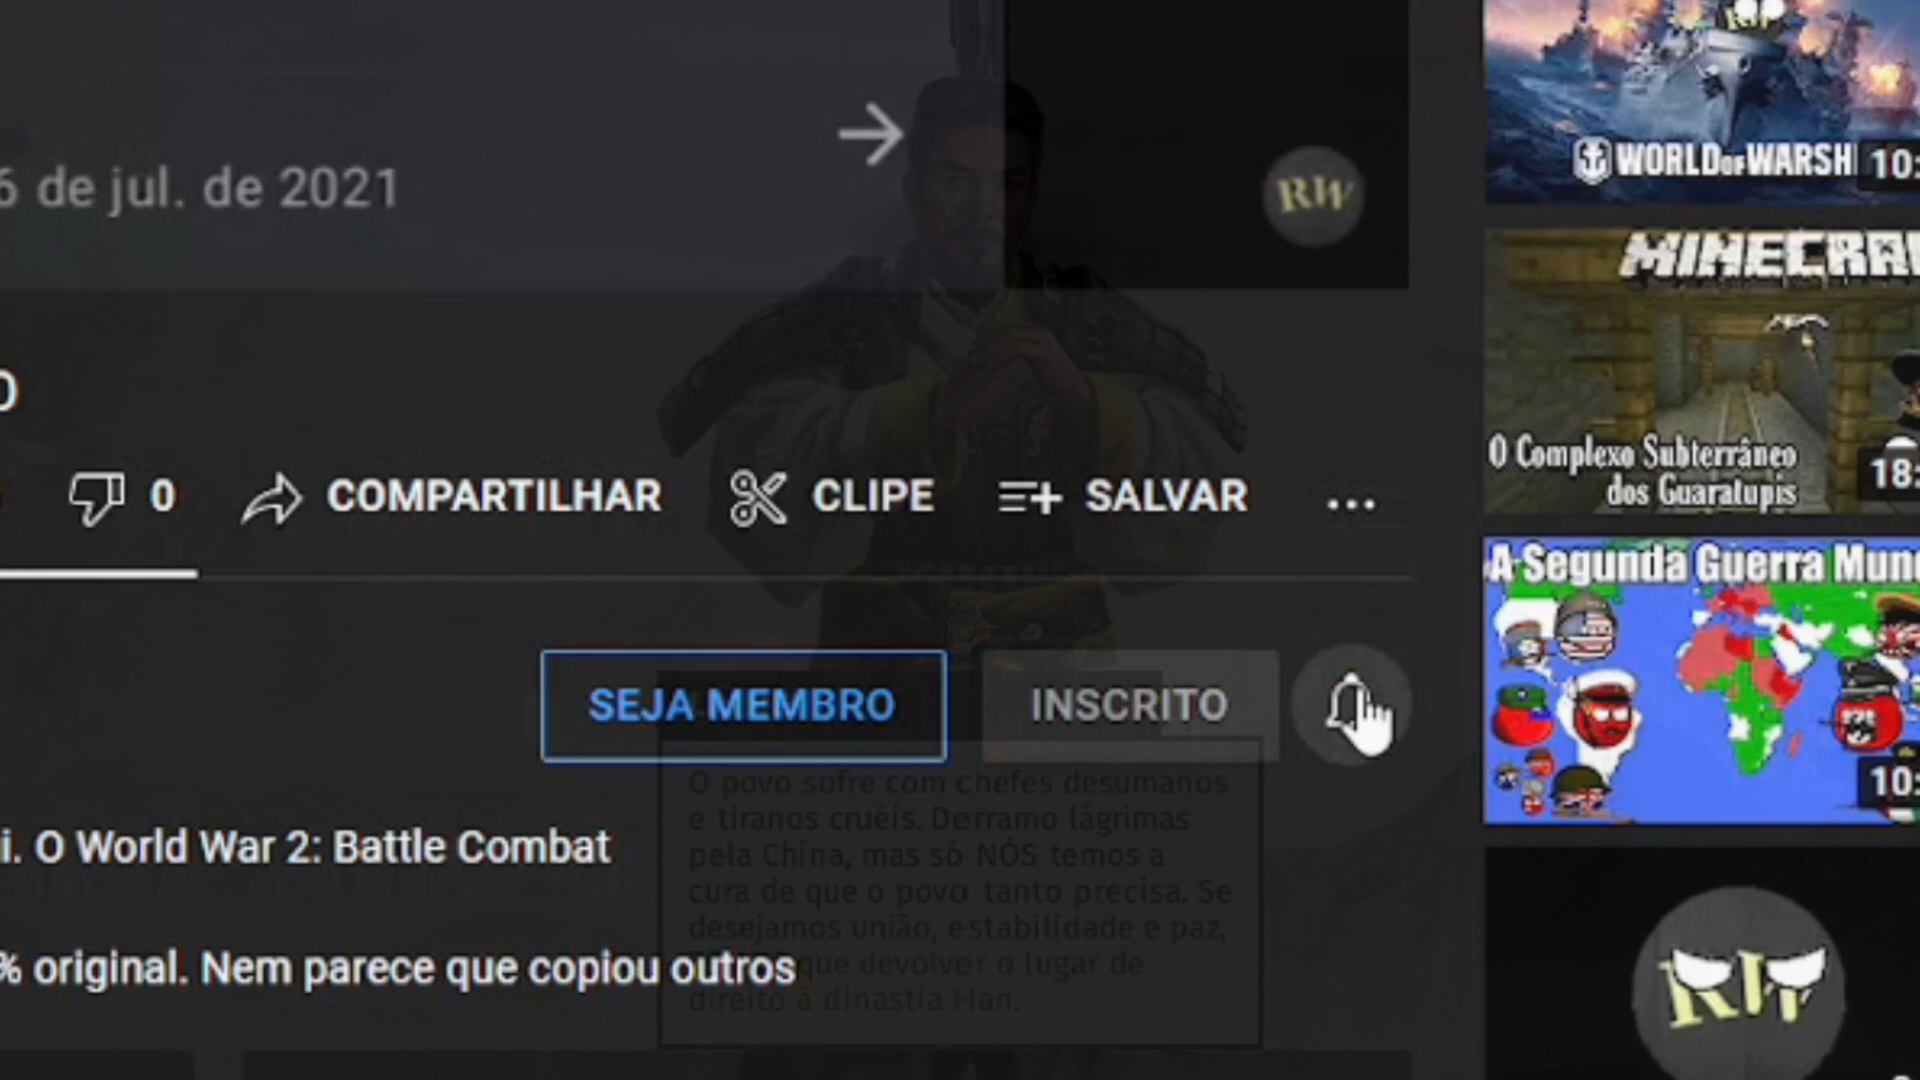 6 de jul. de 2021
RW
O
0 COMPARTILHAR CLIPE SALVAR ...
SEJA MEMBRO INSCRITO
i. O World War 2: Battle Combat
% original. Nem parece que copiou outros
O povo sofre com chefes desumanos
e tiranos cruéis. Derramo lágrimas
pela China, mas só NÓS temos a
cura de que o povo tanto precisa. Se
desejamos união, estabilidade e paz,
que devolver o lugar de
direito à dinastia Han.
RW
WORLD OF WARSH 10:
MINECRA
O Complexo Subterrâneo
dos Guaratupis
18:
A Segunda Guerra Mun
10:
RW